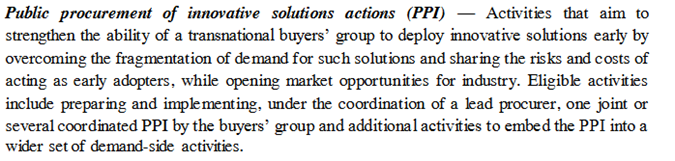 Public procurement of innovative solutions actions (PPI) — Activities that aim to
strengthen the ability of a transnational buyers’ group to deploy innovative solutions early by
overcoming the fragmentation of demand for such solutions and sharing the risks and costs of
acting as early adopters, while opening market opportunities for industry. Eligible activities
include preparing and implementing, under the coordination of a lead procurer, one joint or
several coordinated PPI by the buyers’ group and additional activities to embed the PPI into a
wider set of demand-side activities.